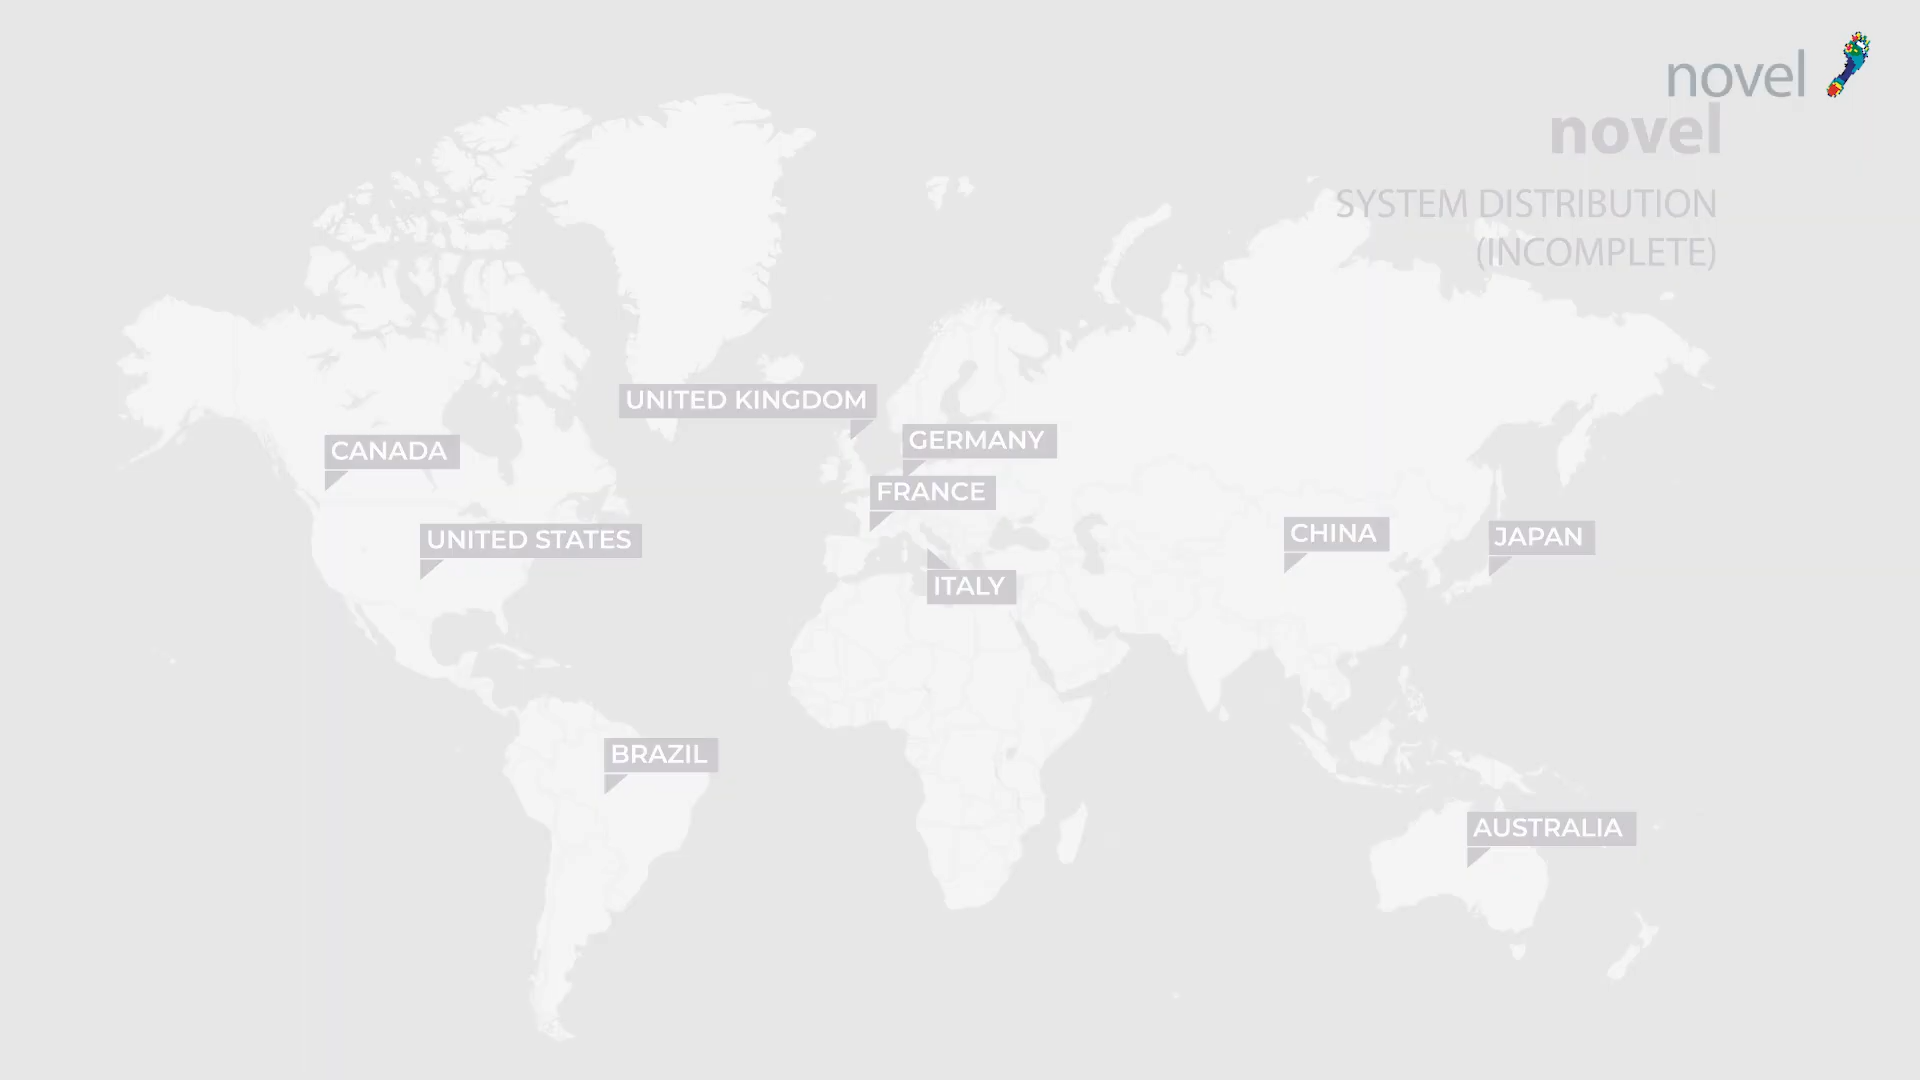 novel
novel
SYSTEM DISTRIBUTION
(INCOMPLETE)
UNITED KINGDOM
GERMANY
CANADA
FRANCE
UNITED STATES
CHINA
JAPAN
ITALY
BRAZIL
AUSTRALIA